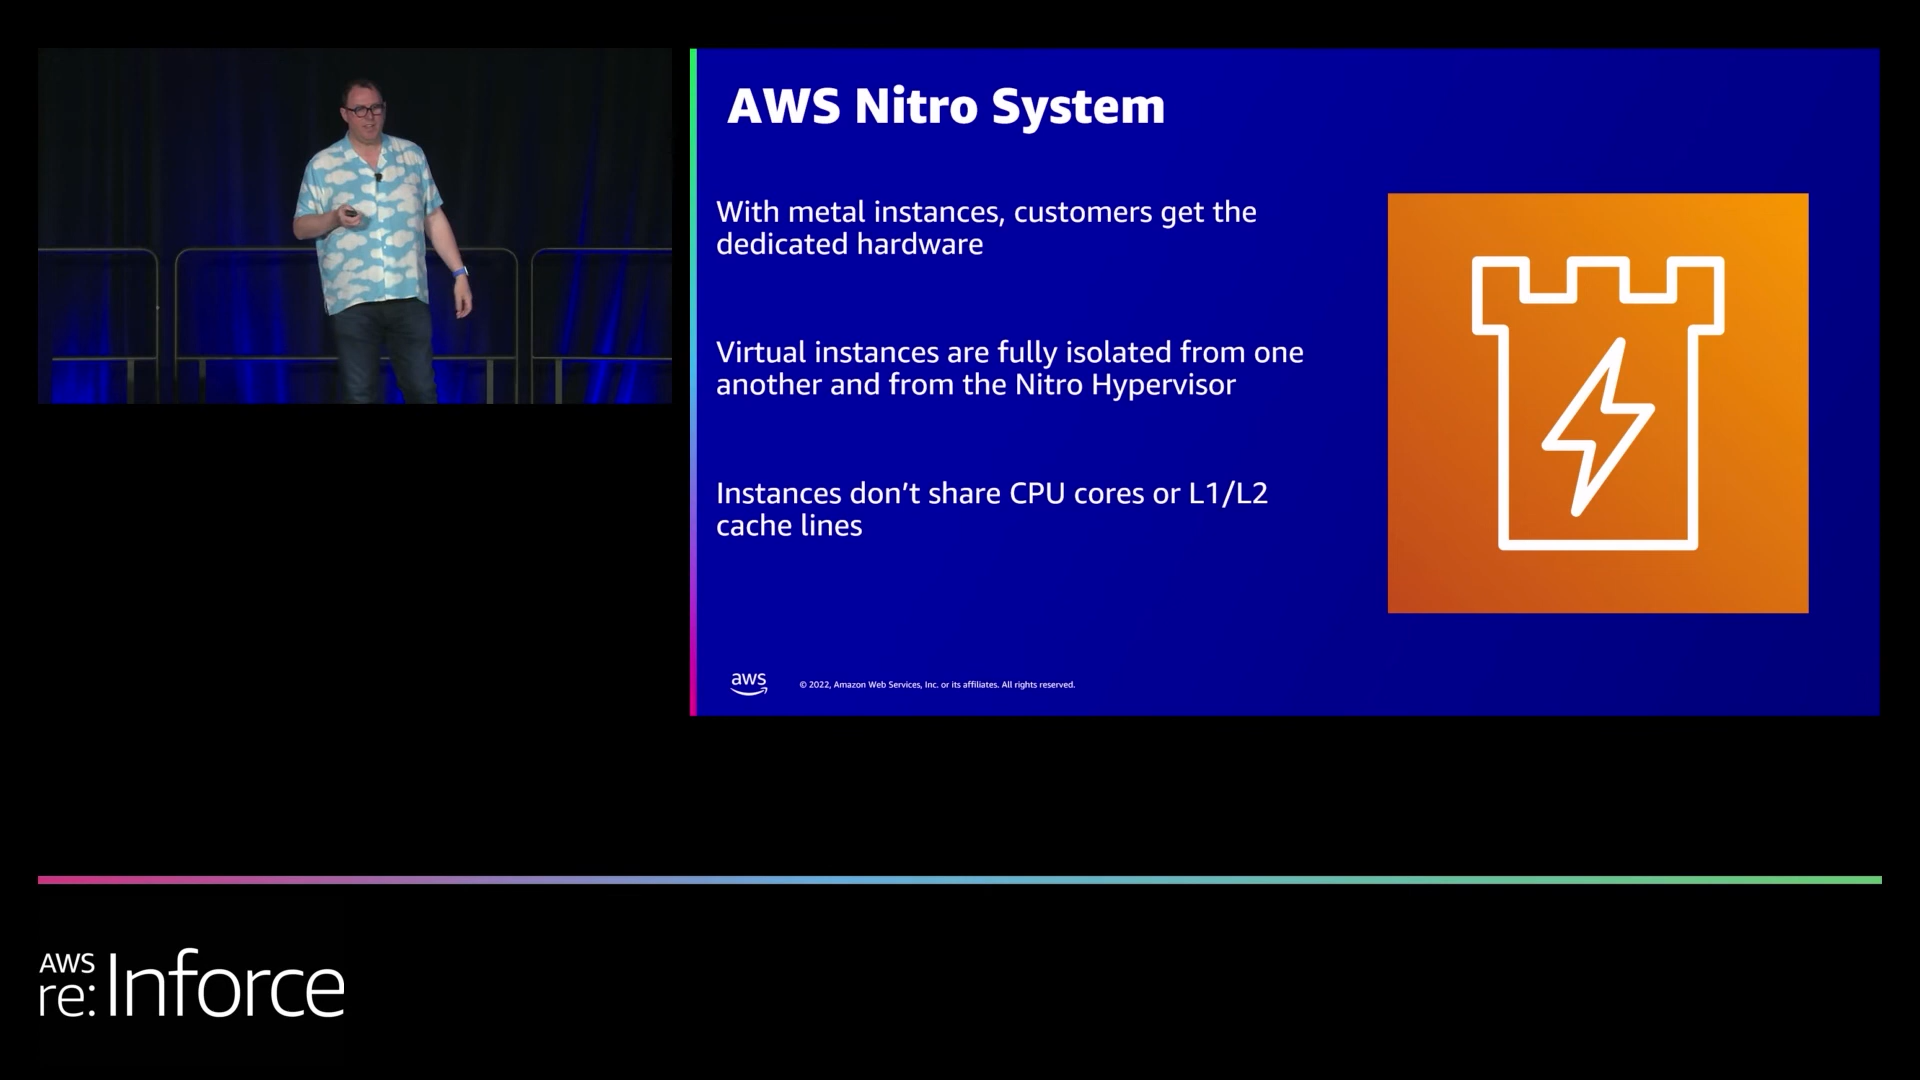 AWS Nitro System
With metal instances, customers get the
dedicated hardware
Virtual instances are fully isolated from one
another and from the Nitro Hypervisor
Instances don’t share CPU cores or L1/L2
cache lines
aws
© 2022, Amazon Web Services, Inc. or its affiliates. All rights reserved.
AWS
re:Inforce